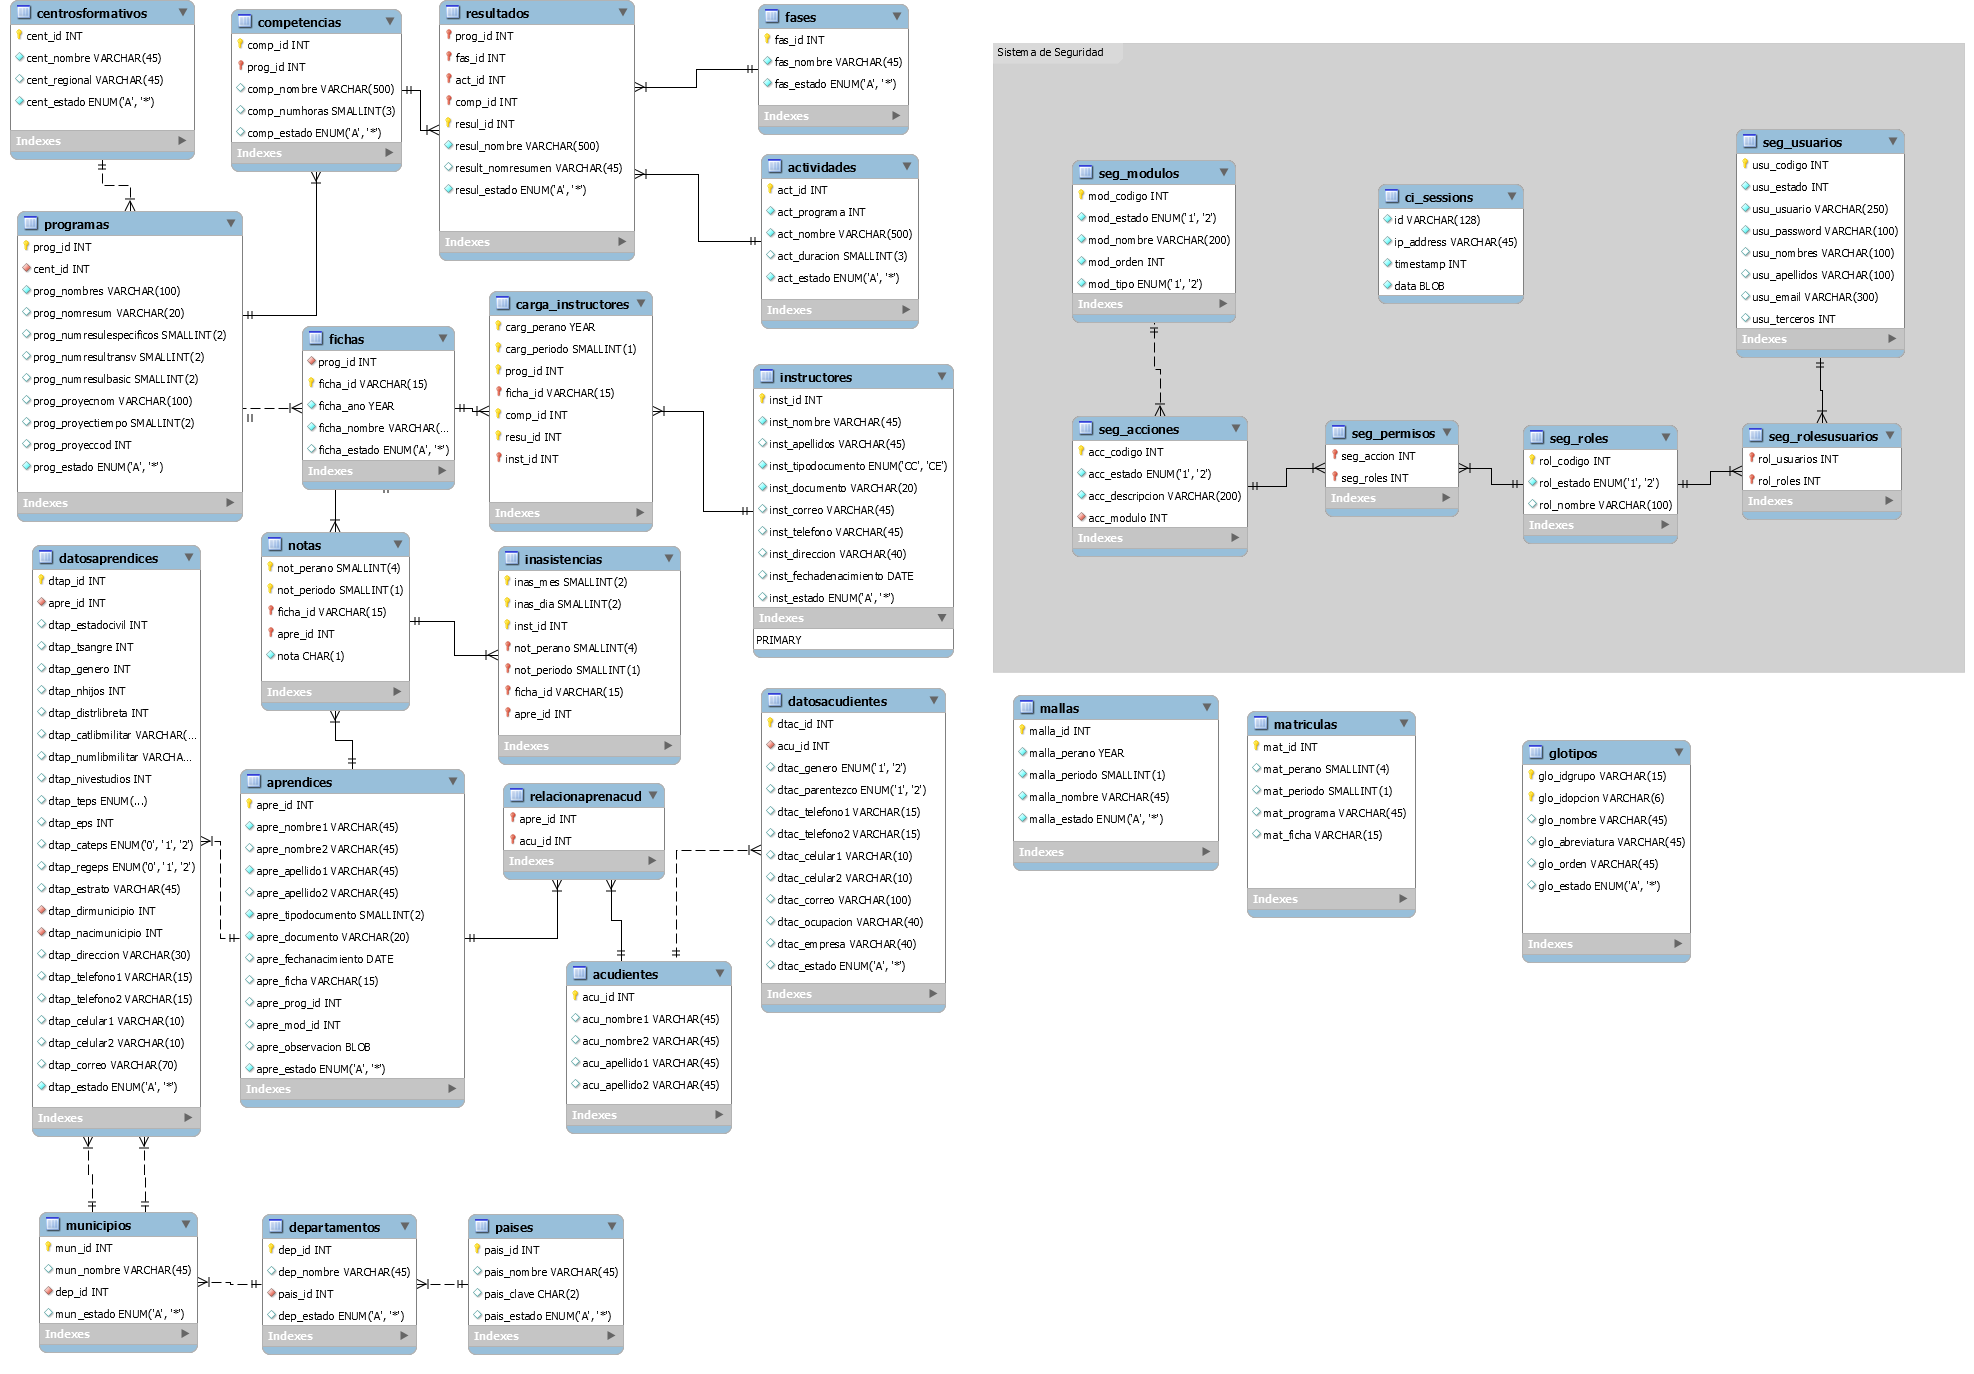 centrosformativos
cent_id INT
cent_nombre VARCHAR(45)
cent_regional VARCHAR(45)
cent_estado ENUM('A', '*')
Indexes
competencias
comp_id INT
prog_id INT
comp_nombre VARCHAR(500)
comp_numhoras SMALLINT(3)
comp_estado ENUM('A', '*')
Indexes
resultados
prog_id INT
fas_id INT
act_id INT
comp_id INT
resul_id INT
resul_nombre VARCHAR(500)
result_nomresumen VARCHAR(45)
resul_estado ENUM('A', '*')
Indexes
fases
fas_id INT
fas_nombre VARCHAR(45)
fas_estado ENUM('A', '*')
Indexes
actividades
act_id INT
act_programa INT
act_nombre VARCHAR(500)
act_duracion SMALLINT(3)
act_estado ENUM('A', '*')
Indexes
programas
prog_id INT
cent_id INT
prog_nombres VARCHAR(100)
prog_nomresum VARCHAR(20)
prog_numresulespecificos SMALLINT(2)
prog_numresultransv SMALLINT(2)
prog_numresulbasic SMALLINT(2)
prog_proyecnom VARCHAR(100)
prog_proyectiempo SMALLINT(2)
prog_proyeccod INT
prog_estado ENUM('A', '*')
Indexes
fichas
prog_id INT
ficha_id VARCHAR(15)
ficha_ano YEAR
ficha_nombre VARCHAR(...
ficha_estado ENUM('A', '*')
Indexes
carga_instructores
carg_perano YEAR
carg_periodo SMALLINT(1)
prog_id INT
ficha_id VARCHAR(15)
comp_id INT
resu_id INT
inst_id INT
Indexes
instructores
inst_id INT
inst_nombre VARCHAR(45)
inst_apellidos VARCHAR(45)
inst_tipodocumento ENUM('CC', 'CE')
inst_documento VARCHAR(20)
inst_correo VARCHAR(45)
inst_telefono VARCHAR(45)
inst_direccion VARCHAR(40)
inst_fechadenacimiento DATE
inst_estado ENUM('A', '*')
Indexes
PRIMARY
datosaprendices
dtap_id INT
apre_id INT
dtap_estadocivil INT
dtap_tsangre INT
dtap_genero INT
dtap_nhijos INT
dtap_distrlibreta INT
dtap_catlibmilitar VARCHAR(...
dtap_numlibmilitar VARCHA...
dtap_nivestudios INT
dtap_teps ENUM(...)
dtap_eps INT
dtap_cateps ENUM('0', '1', '2')
dtap_regeps ENUM('0', '1', '2')
dtap_estrato VARCHAR(45)
dtap_dirmunicipio INT
dtap_nacimunicipio INT
dtap_direccion VARCHAR(30)
dtap_telefono1 VARCHAR(15)
dtap_telefono2 VARCHAR(15)
dtap_celular1 VARCHAR(10)
dtap_celular2 VARCHAR(10)
dtap_correo VARCHAR(70)
dtap_estado ENUM('A', '*')
Indexes
notas
not_perano SMALLINT(4)
not_periodo SMALLINT(1)
ficha_id VARCHAR(15)
apre_id INT
nota CHAR(1)
Indexes
inasistencias
inas_mes SMALLINT(2)
inas_dia SMALLINT(2)
inst_id INT
not_perano SMALLINT(4)
not_periodo SMALLINT(1)
ficha_id VARCHAR(15)
apre_id INT
Indexes
aprendices
apre_id INT
apre_nombre1 VARCHAR(45)
apre_nombre2 VARCHAR(45)
apre_apellido1 VARCHAR(45)
apre_apellido2 VARCHAR(45)
apre_tipodocumento SMALLINT(2)
apre_documento VARCHAR(20)
apre_fechanacimiento DATE
apre_ficha VARCHAR(15)
apre_prog_id INT
apre_mod_id INT
apre_observacion BLOB
apre_estado ENUM('A', '*')
Indexes
relacionaprenacud
apre_id INT
acu_id INT
Indexes
datosacudientes
dtac_id INT
acu_id INT
dtac_genero ENUM('1', '2')
dtac_parentezco ENUM('1', '2')
dtac_telefono1 VARCHAR(15)
dtac_telefono2 VARCHAR(15)
dtac_celular1 VARCHAR(10)
dtac_celular2 VARCHAR(10)
dtac_correo VARCHAR(100)
dtac_ocupacion VARCHAR(40)
dtac_empresa VARCHAR(40)
dtac_estado ENUM('A', '*')
Indexes
acudientes
acu_id INT
acu_nombre1 VARCHAR(45)
acu_nombre2 VARCHAR(45)
acu_apellido1 VARCHAR(45)
acu_apellido2 VARCHAR(45)
Indexes
municipios
mun_id INT
mun_nombre VARCHAR(45)
dep_id INT
mun_estado ENUM('A', '*')
Indexes
departamentos
dep_id INT
dep_nombre VARCHAR(45)
pais_id INT
dep_estado ENUM('A', '*')
Indexes
paises
pais_id INT
pais_nombre VARCHAR(45)
pais_clave CHAR(2)
pais_estado ENUM('A', '*')
Indexes
Sistema de Seguridad
seg_modulos
mod_codigo INT
mod_estado ENUM('1', '2')
mod_nombre VARCHAR(200)
mod_orden INT
mod_tipo ENUM('1', '2')
Indexes
ci_sessions
id VARCHAR(128)
ip_address VARCHAR(45)
timestamp INT
data BLOB
seg_usuarios
usu_codigo INT
usu_estado INT
usu_usuario VARCHAR(250)
usu_password VARCHAR(100)
usu_nombres VARCHAR(100)
usu_apellidos VARCHAR(100)
usu_email VARCHAR(300)
usu_terceros INT
Indexes
seg_acciones
acc_codigo INT
acc_estado ENUM('1', '2')
acc_descripcion VARCHAR(200)
acc_modulo INT
Indexes
seg_permisos
seg_accion INT
seg_roles INT
Indexes
seg_roles
rol_codigo INT
rol_estado ENUM('1', '2')
rol_nombre VARCHAR(100)
Indexes
seg_rolesusuarios
rol_usuarios INT
rol_roles INT
Indexes
mallas
malla_id INT
malla_perano YEAR
malla_periodo SMALLINT(1)
malla_nombre VARCHAR(45)
malla_estado ENUM('A', '*')
Indexes
matriculas
mat_id INT
mat_perano SMALLINT(4)
mat_periodo SMALLINT(1)
mat_programa VARCHAR(45)
mat_ficha VARCHAR(15)
Indexes
glotipos
glo_idgrupo VARCHAR(15)
glo_idopcion VARCHAR(6)
glo_nombre VARCHAR(45)
glo_abreviatura VARCHAR(45)
glo_orden VARCHAR(45)
glo_estado ENUM('A', '*')
Indexes